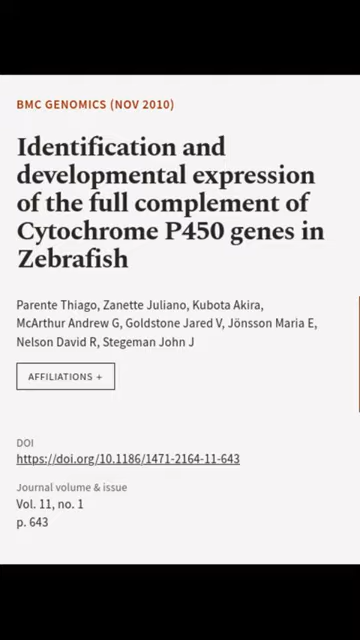 BMC GENOMICS (NOV 2010)
Identification and
developmental expression
of the full complement of
Cytochrome P450 genes in
Zebrafish
Parente Thiago, Zanette Juliano, Kubota Akira,
McArthur Andrew G, Goldstone Jared V, Jönsson Maria E,
Nelson David R, Stegeman John J
AFFILIATIONS +
DOI
https://doi.org/10.1186/1471-2164-11-643
Journal volume & issue
Vol. 11, no. 1
p. 643